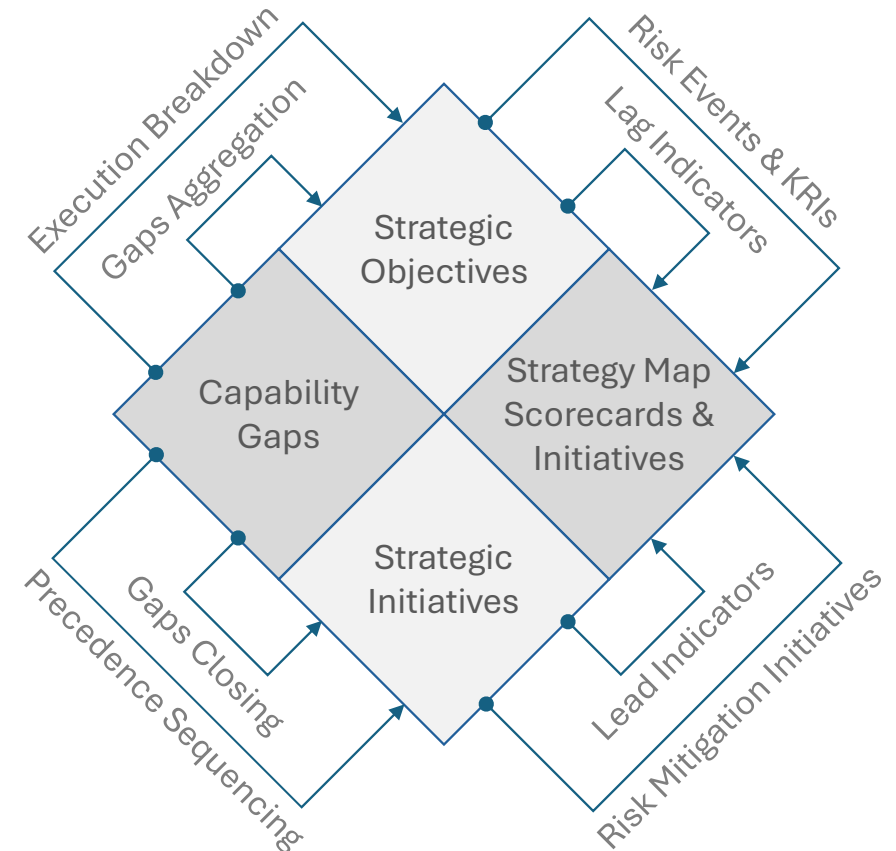 Execution Breakdown
Gaps Aggregation
Risk Events & KRIs
Lag Indicators
Strategic
Objectives
Capability
Gaps
Strategy Map
Scorecards &
Initiatives
Strategic
Initiatives
Gaps Closing
Precedence Sequencing
Lead Indicators
Risk Mitigation Initiatives